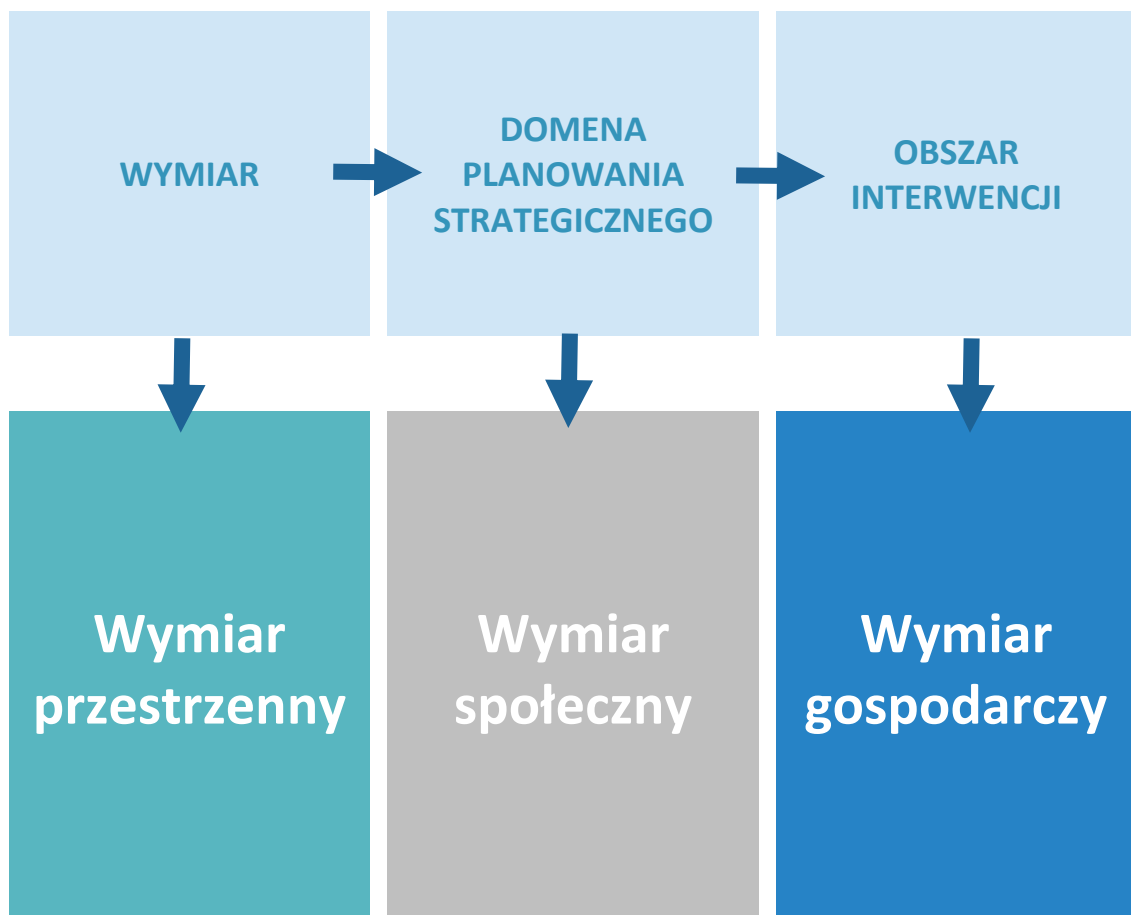 WYMIAR
DOMENA
PLANOWANIA
STRATEGICZNEGO
OBSZAR
INTERWENCJI
Wymiar
przestrzenny
Wymiar
społeczny
Wymiar
gospodarczy